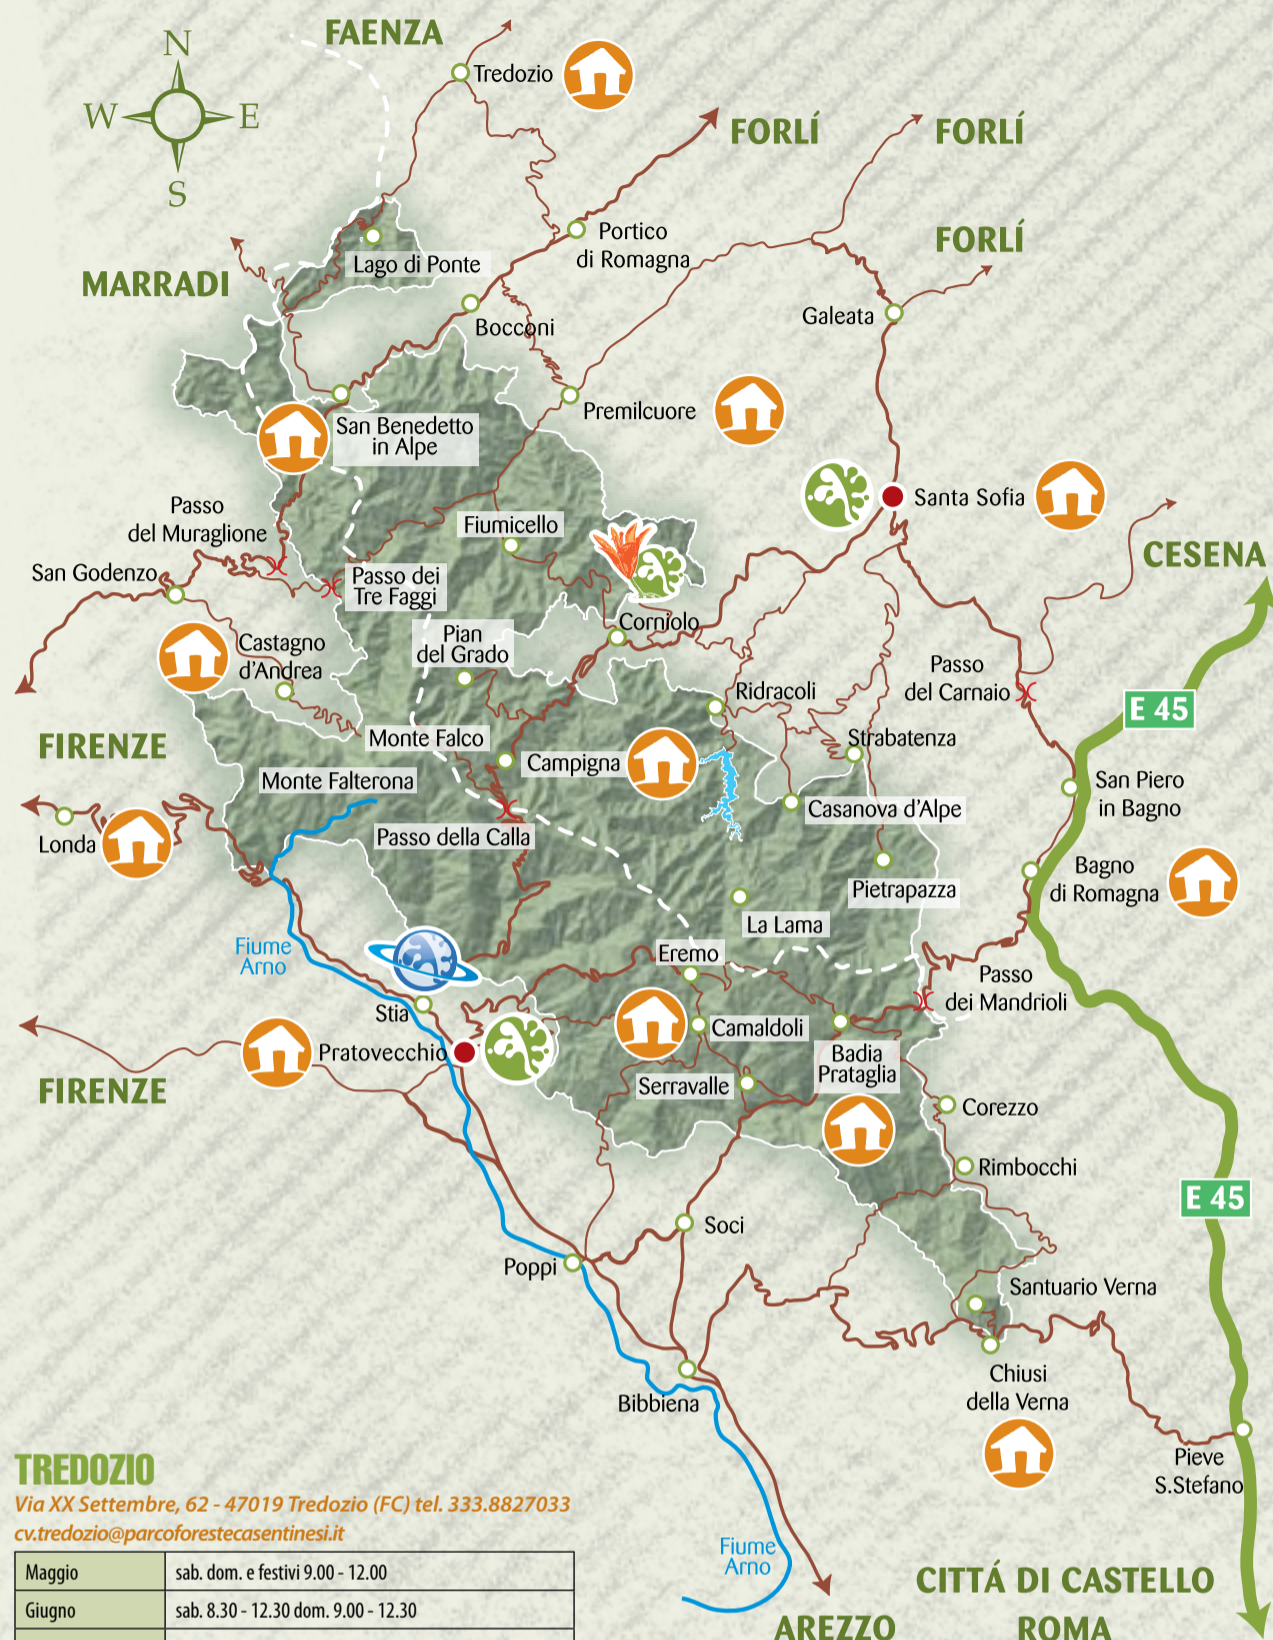 FAENZA
N
W
E
S
Tredozio
FORLÍ
FORLÍ
Portico
di Romagna
FORLÍ
Lago di Ponte
MARRADI
Bocconi
Galeata
Premilcuore
San Benedetto
in Alpe
Santa Sofia
Passo
del Muraglione
Fiumicello
CESENA
San Godenzo
Passo dei
Tre Faggi
Corniolo
Castagno
d'Andrea
Pian
del Grado
Passo
del Carnaio
Ridracoli
E 45
FIRENZE
Monte Falco
Strabatenza
Campigna
Monte Falterona
San Piero
in Bagno
Casanova d'Alpe
Londa
Passo della Calla
Bagno
di Romagna
Pietrapazza
La Lama
Fiume
Arno
Eremo
Passo
dei Mandrioli
Stia
Camaldoli
Pratovecchio
Badia
Prataglia
FIRENZE
Serravalle
Corezzo
Rimbocchi
E 45
Soci
Poppi
Santuario Verna
Chiusi
della Verna
Bibbiena
Pieve
S.Stefano
TREDOZIO
Via XX Settembre, 62 - 47019 Tredozio (FC) tel. 333.8827033
cv.tredozio@parcoforestecasentinesi.it
Maggio sab. dom. e festivi 9.00 - 12.00
Giugno sab. 8.30 - 12.30 dom. 9.00 - 12.30
Fiume
Arno
CITTÁ DI CASTELLO
AREZZO
ROMA